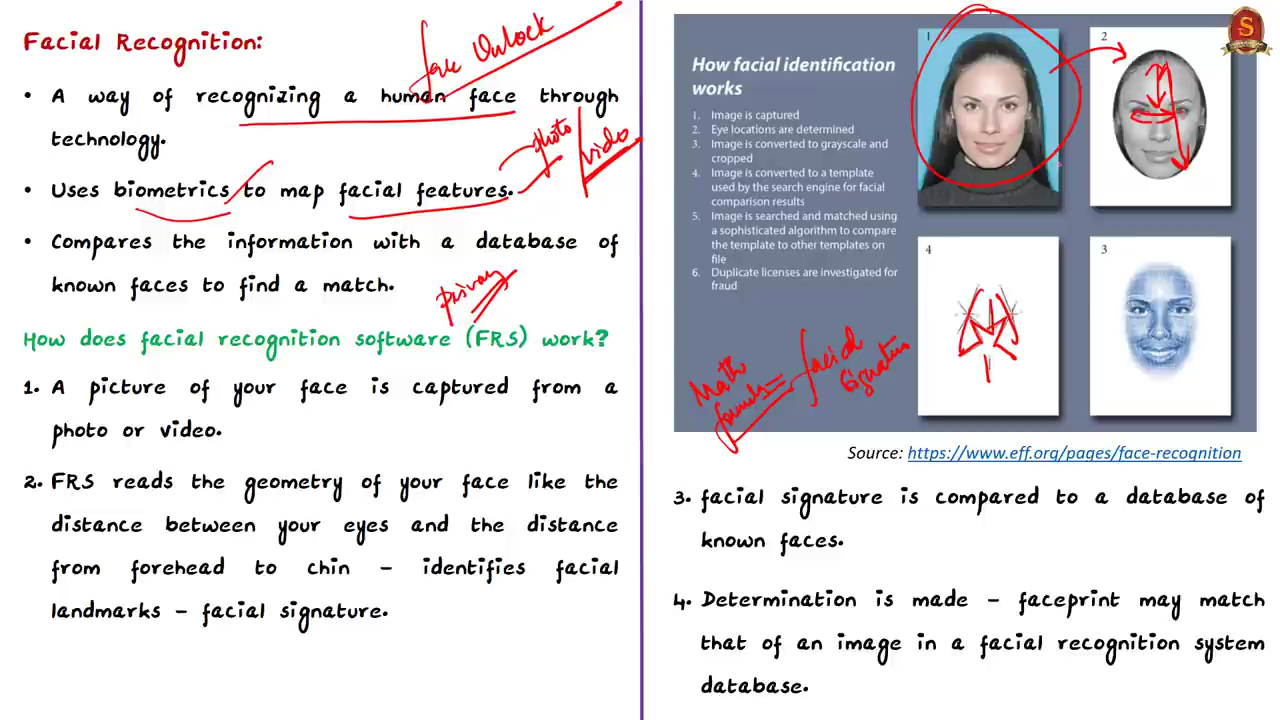 Facial Recognition:
face Unlock
• A way of recognizing a human face through
technology.
photo
video
• Uses biometrics to map facial features.
• Compares the information with a database of
known faces to find a match.
privacy
How does facial recognition software (FRS) work?
1. A picture of your face is captured from a
photo or video.
2. FRS reads the geometry of your face like the
distance between your eyes and the distance
from forehead to chin – identifies facial
landmarks – facial signature.
How facial identification
works
1. Image is captured
2. Eye locations are determined
3. Image is converted to grayscale and
cropped
4. Image is converted to a template
used by the search engine for facial
comparison results
5. Image is searched and matched using
a sophisticated algorithm to compare
the template to other templates on
file
6. Duplicate licenses are investigated for
fraud
1
2
4
3
S
Math
formula = facial
signature
Source: https://www.eff.org/pages/face-recognition
3. facial signature is compared to a database of
known faces.
4. Determination is made – faceprint may match
that of an image in a facial recognition system
database.